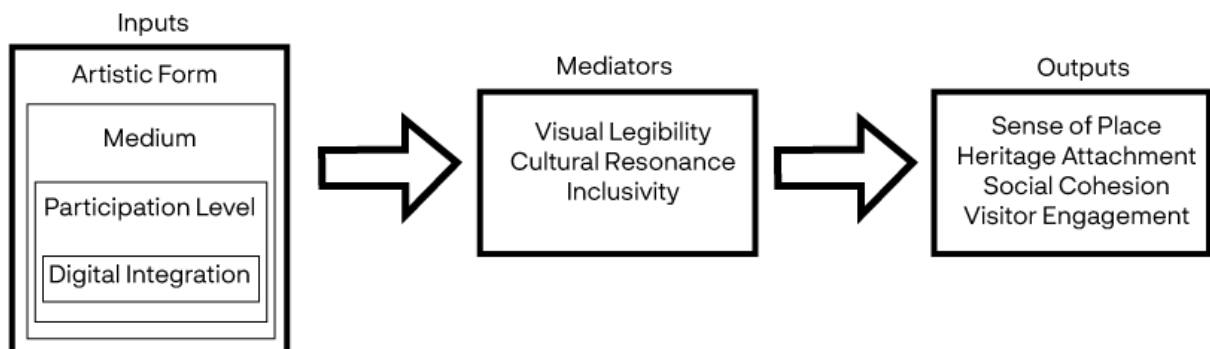 Inputs
Artistic Form
Medium
Participation Level
Digital Integration
Mediators
Visual Legibility
Cultural Resonance
Inclusivity
Outputs
Sense of Place
Heritage Attachment
Social Cohesion
Visitor Engagement